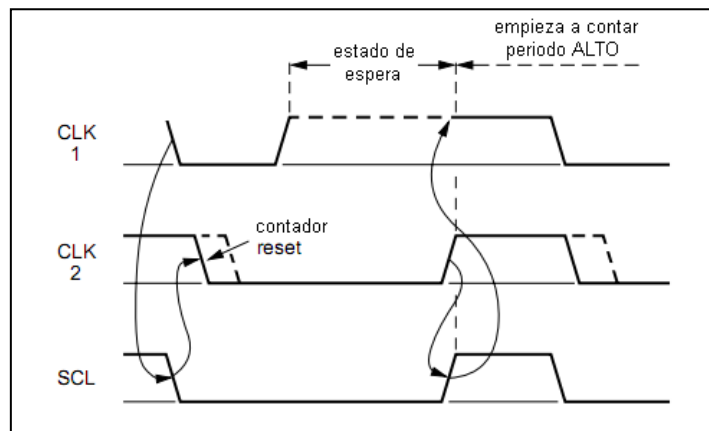 estado de
espera
empieza a contar
periodo ALTO
CLK
1
contador
reset
CLK
2
SCL